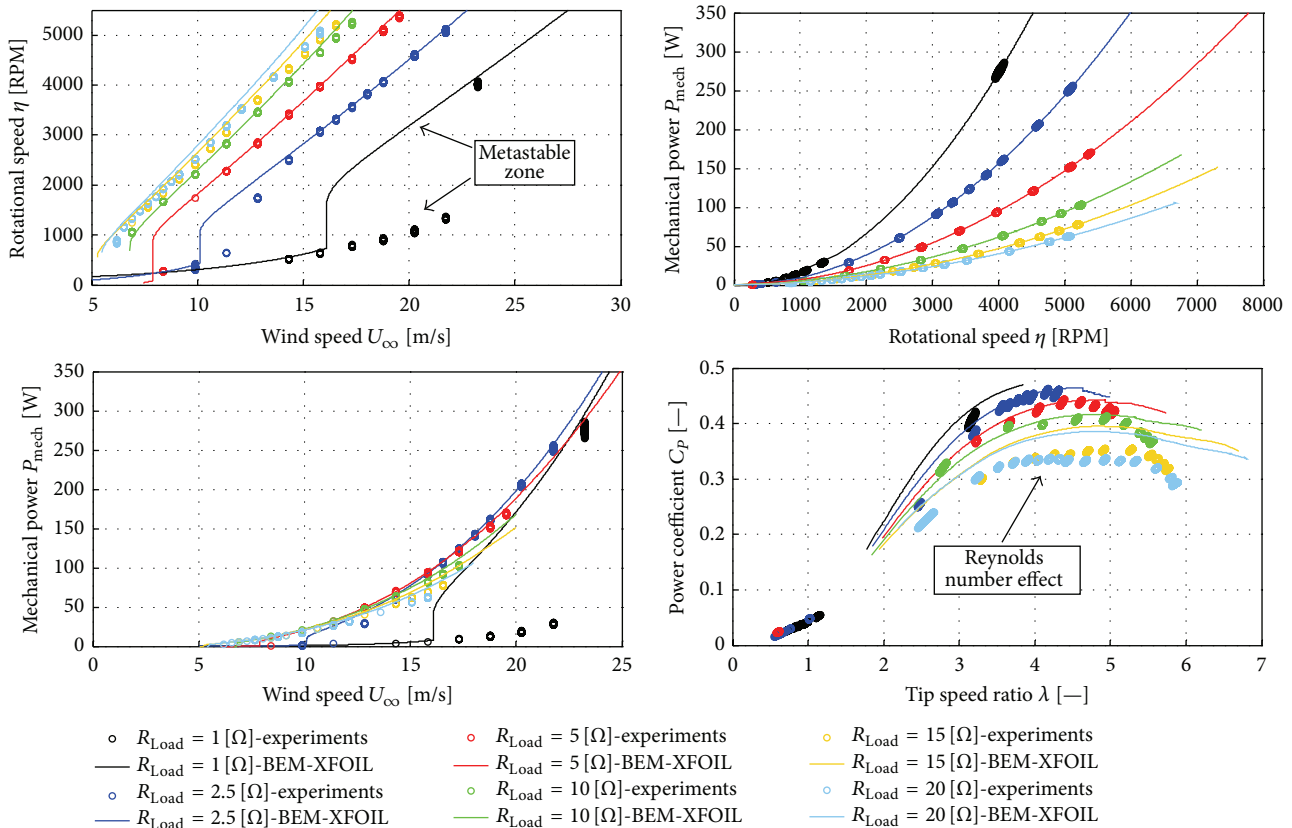 5000
4000
3000
2000
1000
0
Rotational speed η [RPM]
Metastable
zone
5
10
15
20
25
30
Wind speed U∞ [m/s]
350
300
250
200
150
100
50
0
Mechanical power Pmech [W]
0
1000
2000
3000
4000
5000
6000
7000
8000
Rotational speed η [RPM]
350
300
250
200
150
100
50
0
Mechanical power Pmech [W]
0
5
10
15
20
25
Wind speed U∞ [m/s]
0.5
0.4
0.3
0.2
0.1
0
Power coefficient CP [—]
Reynolds
number effect
0
1
2
3
4
5
6
7
Tip speed ratio λ [—]
RLoad = 1 [Ω]-experiments
RLoad = 1 [Ω]-BEM-XFOIL
RLoad = 2.5 [Ω]-experiments
RLoad = 2.5 [Ω]-BEM-XFOIL
RLoad = 5 [Ω]-experiments
RLoad = 5 [Ω]-BEM-XFOIL
RLoad = 10 [Ω]-experiments
RLoad = 10 [Ω]-BEM-XFOIL
RLoad = 15 [Ω]-experiments
RLoad = 15 [Ω]-BEM-XFOIL
RLoad = 20 [Ω]-experiments
RLoad = 20 [Ω]-BEM-XFOIL